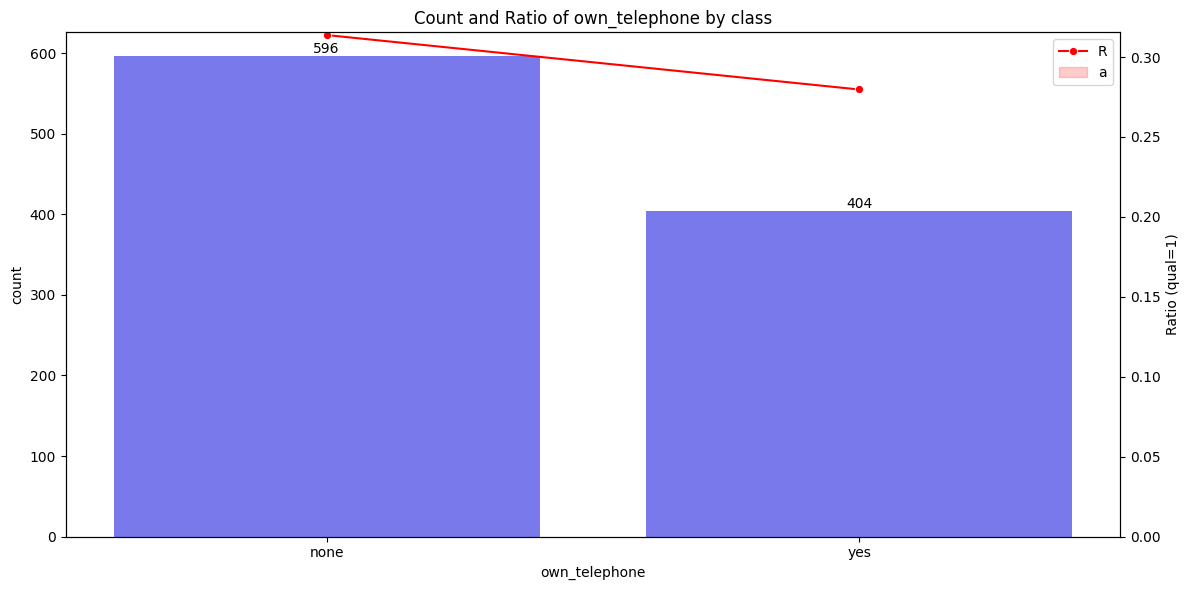 Count and Ratio of own_telephone by class
600
500
400
300
200
100
0
count
596
404
R
a
0.30
0.25
0.20
0.15
0.10
0.05
0.00
Ratio (qual=1)
none
yes
own_telephone